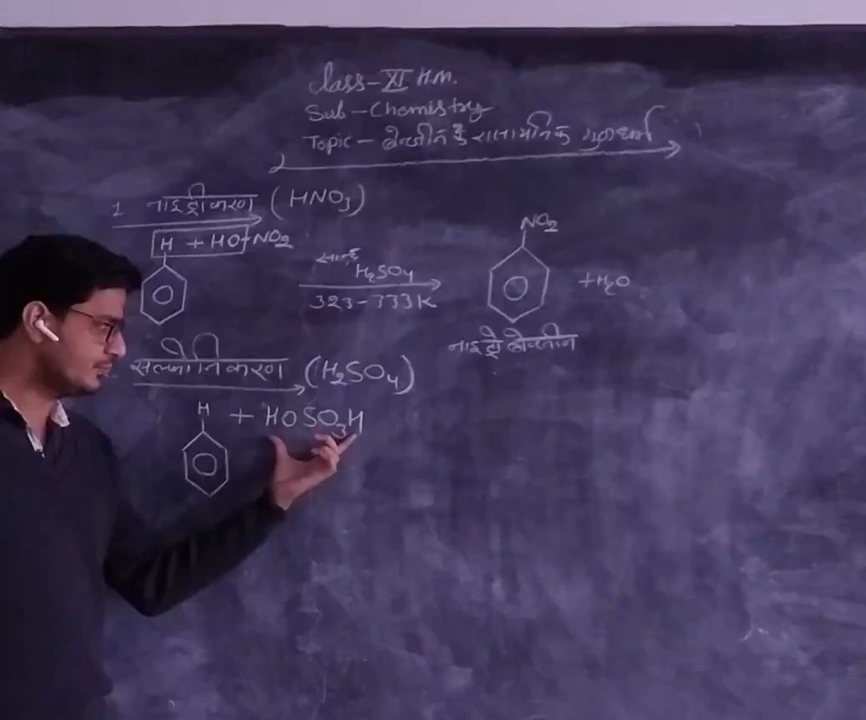 Class-XI H.M.
Sub-Chemistry
Topic-बेन्जीन के रासायनिक गुणधर्म
1 नाइट्रीकरण (HNO₃)
H + HO-NO₂
सान्द्र
H₂SO₄
323-333K
NO₂
+H₂O
नाइट्रो बेन्जीन
सल्फोनिकरण (H₂SO₄)
H + HOSO₃H